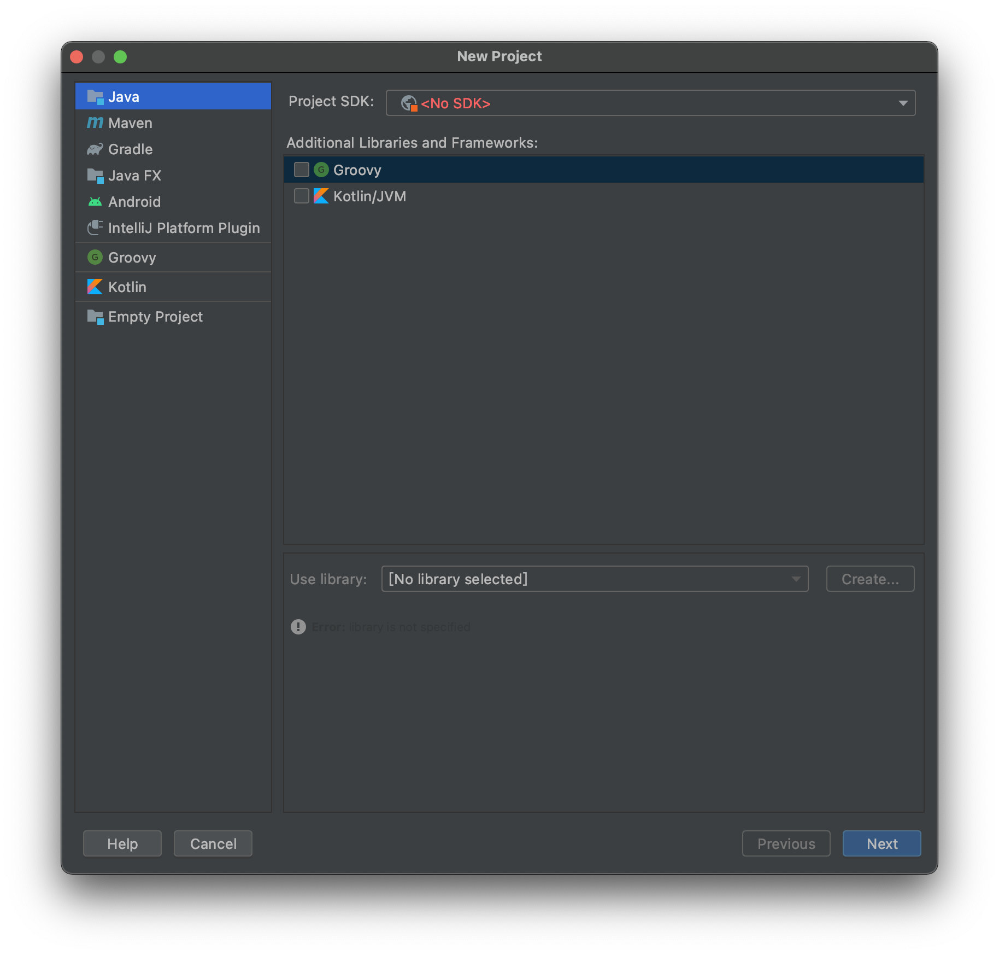 New Project
Java
Maven
Gradle
Java FX
Android
IntelliJ Platform Plugin
Groovy
Kotlin
Empty Project
Project SDK: <No SDK>
Additional Libraries and Frameworks:
Groovy
Kotlin/JVM
Use library: [No library selected] Create...
Error: library is not specified
Help Cancel Previous Next